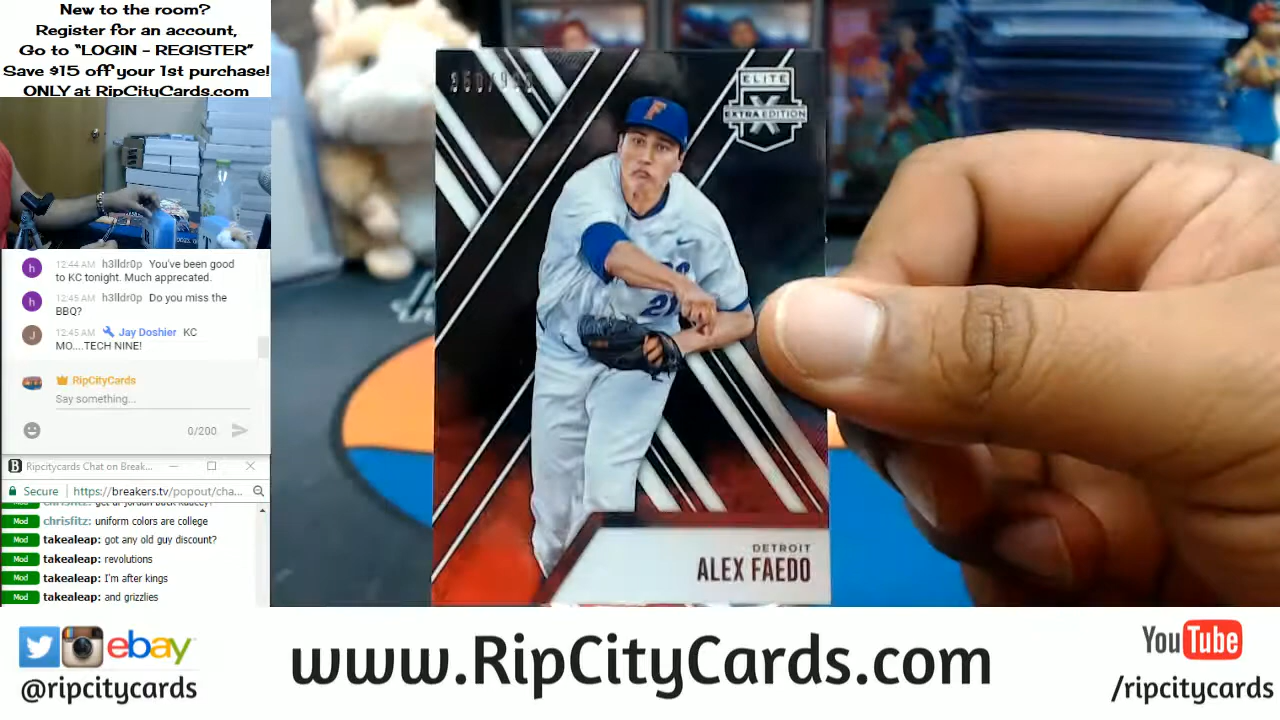 New to the room?
Register for an account,
Go to “LOGIN - REGISTER”
Save $15 off your 1st purchase!
ONLY at RipCityCards.com
h 12:44 AM h3lldr0p You've been good
to KC tonight. Much apprecated.
h 12:45 AM h3lldr0p Do you miss the
BBQ?
J 12:45 AM Jay Doshier KC
MO....TECH NINE!
RipCityCards
Say something...
0/200
B Ripcitycards Chat on Break...
Secure https://breakers.tv/popout/cha...
Mod chrisfitz: uniform colors are college
Mod takealeap: got any old guy discount?
Mod takealeap: revolutions
Mod takealeap: I'm after kings
Mod takealeap: and grizzlies
ELITE
EXTRA EDITION
X
F
DETROIT
ALEX FAEDO
ebay
@ripcitycards
www.RipCityCards.com
YouTube
/ripcitycards